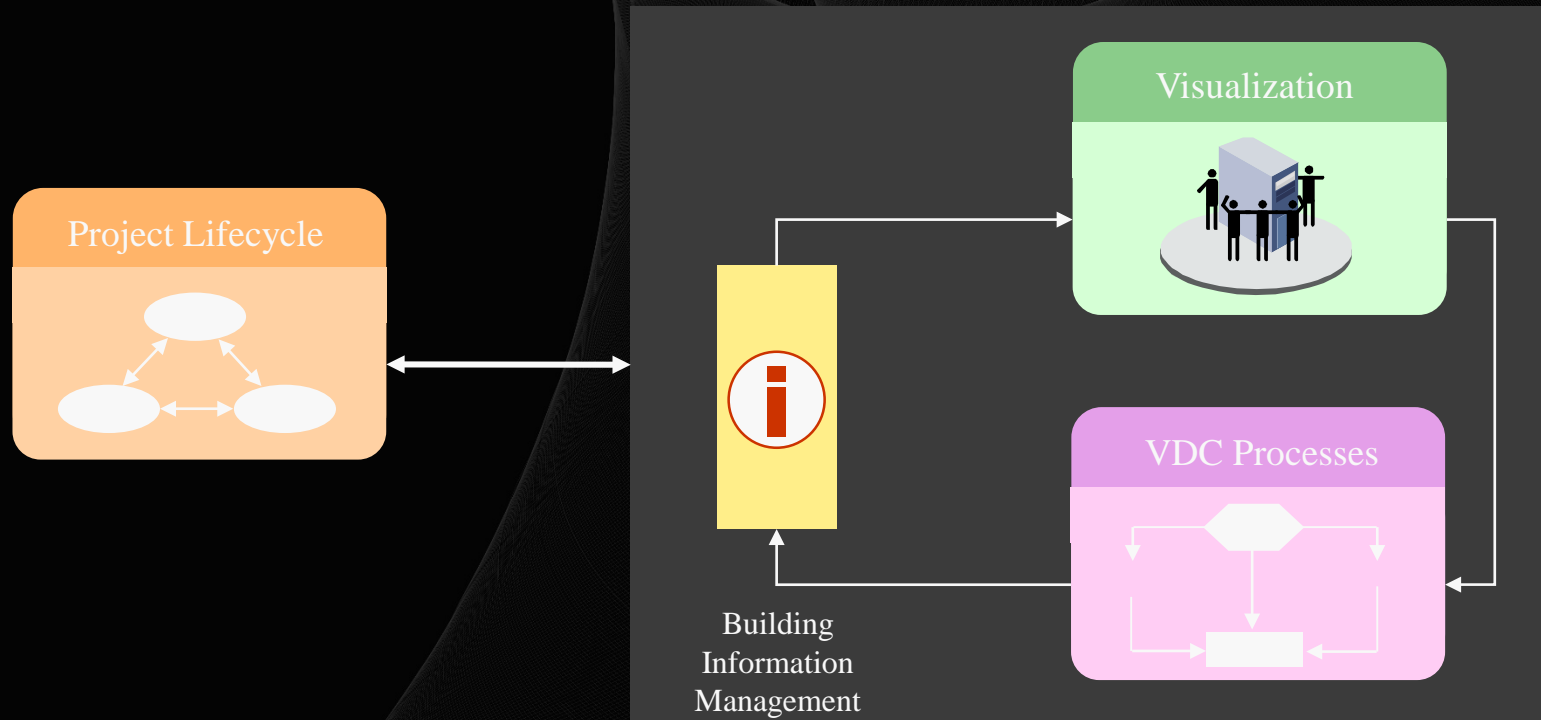 Visualization
Project Lifecycle
i
VDC Processes
Building
Information
Management